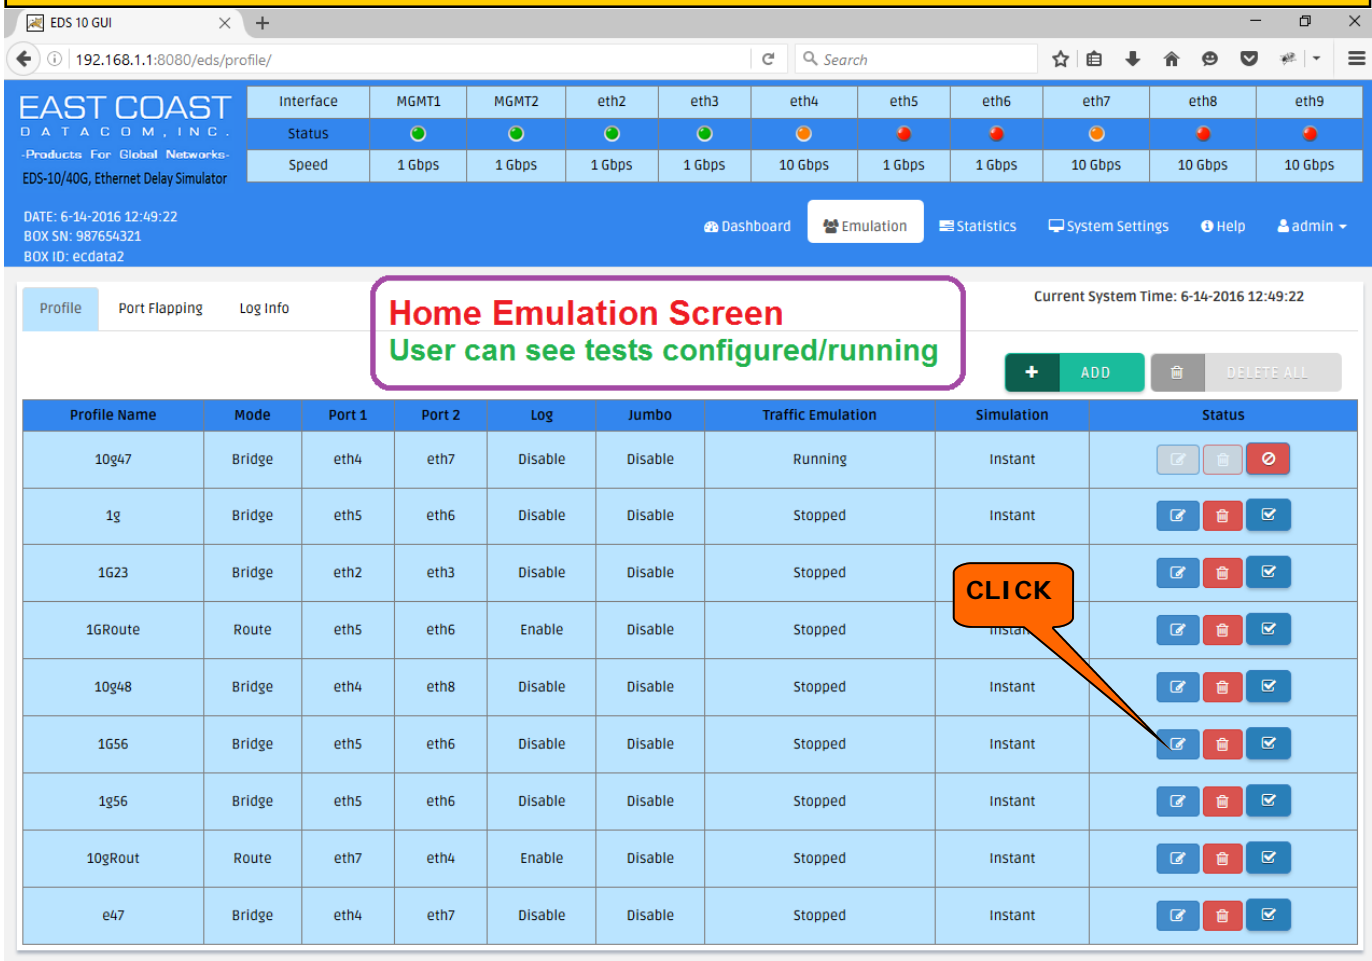 EDS 10 GUI
192.168.1.1:8080/eds/profile/
Search
EAST COAST
DATACOM, INC.
-Products For Global Networks-
EDS-10/40G, Ethernet Delay Simulator
Interface MGMT1 MGMT2 eth2 eth3 eth4 eth5 eth6 eth7 eth8 eth9
Status
Speed 1 Gbps 1 Gbps 1 Gbps 1 Gbps 10 Gbps 1 Gbps 1 Gbps 10 Gbps 10 Gbps 10 Gbps
DATE: 6-14-2016 12:49:22
BOX SN: 987654321
BOX ID: ecdata2
Dashboard Emulation Statistics System Settings Help admin
Profile Port Flapping Log Info
Home Emulation Screen
User can see tests configured/running
Current System Time: 6-14-2016 12:49:22
ADD DELETE ALL
Profile Name Mode Port 1 Port 2 Log Jumbo Traffic Emulation Simulation Status
10g47 Bridge eth4 eth7 Disable Disable Running Instant
1g Bridge eth5 eth6 Disable Disable Stopped Instant
1G23 Bridge eth2 eth3 Disable Disable Stopped
CLICK
1GRoute Route eth5 eth6 Enable Disable Stopped Instant
10g48 Bridge eth4 eth8 Disable Disable Stopped Instant
1G56 Bridge eth5 eth6 Disable Disable Stopped Instant
1g56 Bridge eth5 eth6 Disable Disable Stopped Instant
10gRout Route eth7 eth4 Enable Disable Stopped Instant
e47 Bridge eth4 eth7 Disable Disable Stopped Instant